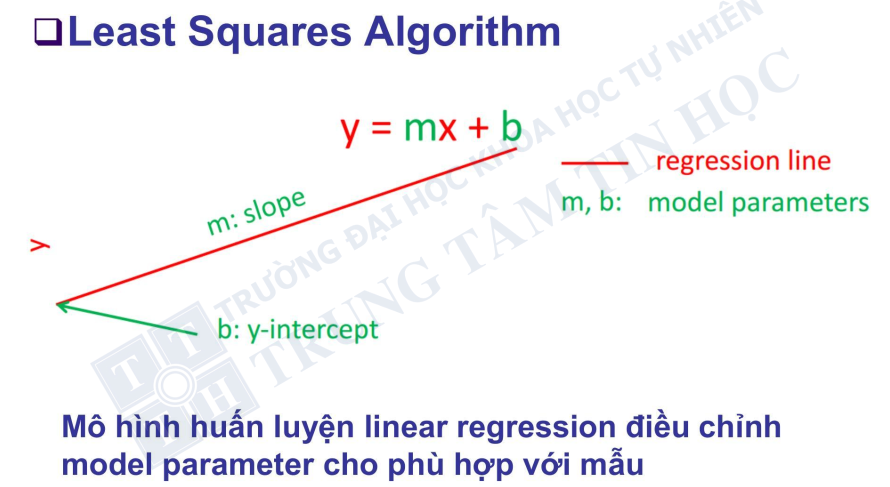 ❑Least Squares Algorithm
y = mx + b
regression line
m: slope
m, b: model parameters
y
b: y-intercept
Mô hình huấn luyện linear regression điều chỉnh
model parameter cho phù hợp với mẫu
TRƯỜNG ĐẠI HỌC KHOA HỌC TỰ NHIÊN
TRUNG TÂM TIN HỌC
T T
T H